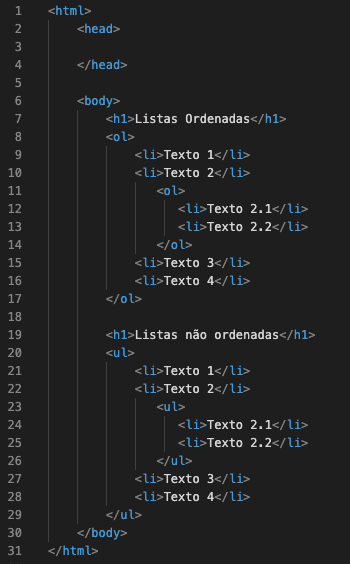 1 <html>
2 <head>
3
4 </head>
5
6 <body>
7 <h1>Listas Ordenadas</h1>
8 <ol>
9 <li>Texto 1</li>
10 <li>Texto 2</li>
11 <ol>
12 <li>Texto 2.1</li>
13 <li>Texto 2.2</li>
14 </ol>
15 <li>Texto 3</li>
16 <li>Texto 4</li>
17 </ol>
18
19 <h1>Listas não ordenadas</h1>
20 <ul>
21 <li>Texto 1</li>
22 <li>Texto 2</li>
23 <ul>
24 <li>Texto 2.1</li>
25 <li>Texto 2.2</li>
26 </ul>
27 <li>Texto 3</li>
28 <li>Texto 4</li>
29 </ul>
30 </body>
31 </html>